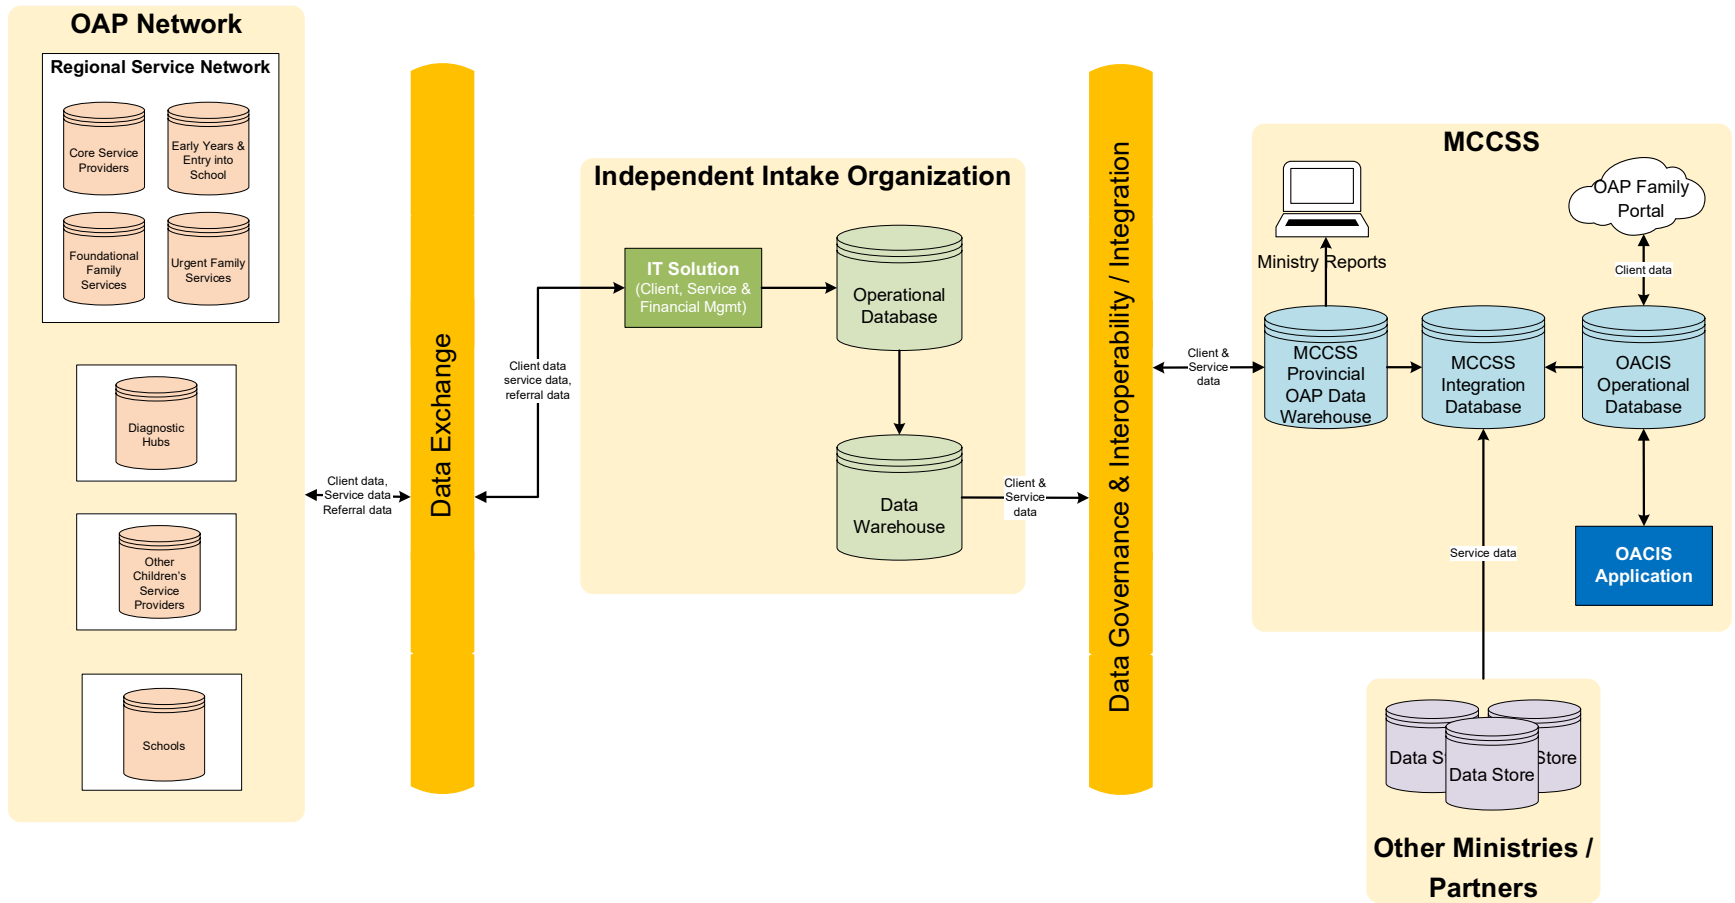 OAP Network
Regional Service Network
Core Service
Providers
Early Years &
Entry into
School
Foundational
Family
Services
Urgent Family
Services
Diagnostic
Hubs
Other
Children's
Service
Providers
Schools
Client data,
Service data
Referral data
Data Exchange
Client data
service data,
referral data
Independent Intake Organization
IT Solution
(Client, Service &
Financial Mgmt)
Operational
Database
Data
Warehouse
Client &
Service
data
Data Governance & Interoperability / Integration
Client &
Service
data
MCCSS
Ministry Reports
OAP Family
Portal
Client data
MCCSS
Provincial
OAP Data
Warehouse
MCCSS
Integration
Database
OACIS
Operational
Database
OACIS
Application
Service data
Data S
Store
Data Store
Other Ministries /
Partners